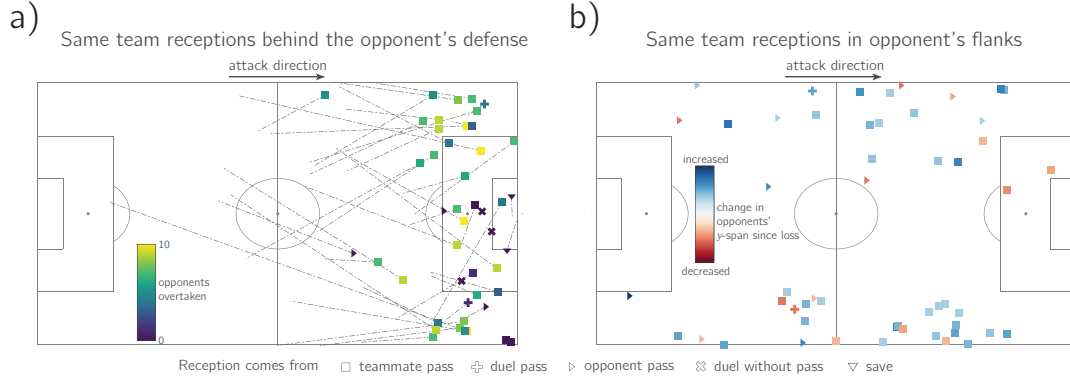 a)
Same team receptions behind the opponent's defense
attack direction
10
opponents
overtaken
0
b)
Same team receptions in opponent's flanks
attack direction
increased
change in
opponents'
y-span since loss
decreased
Reception comes from
teammate pass
duel pass
opponent pass
duel without pass
save